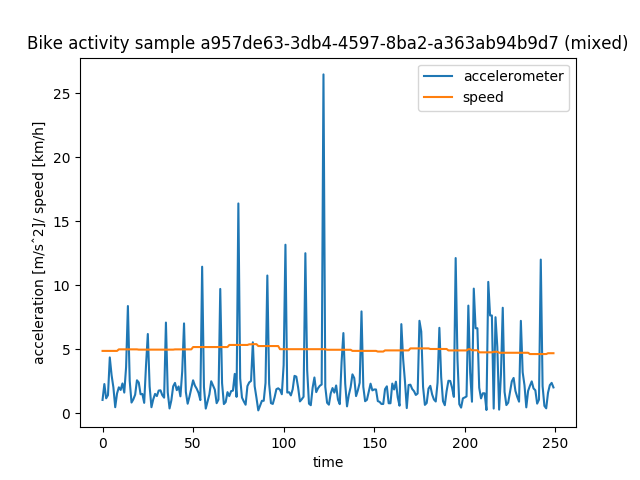 Bike activity sample a957de63-3db4-4597-8ba2-a363ab94b9d7 (mixed)
accelerometer
speed
acceleration [m/s^2]/ speed [km/h]
25
20
15
10
5
0
0 50 100 150 200 250
time